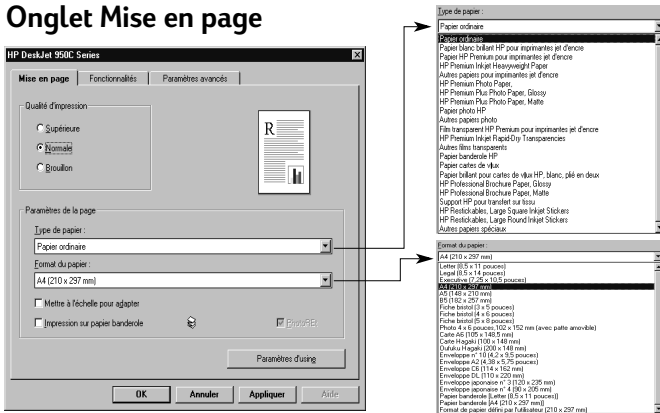 Onglet Mise en page
HP DeskJet 950C Series
Mise en page
Fonctionnalités
Paramètres avancés
Qualité d'impression
Supérieure
Normale
Brouillon
R
Paramètres de la page
Type de papier :
Papier ordinaire
Format du papier :
A4 (210 x 297 mm)
Mettre à l'échelle pour adapter
Impression sur papier banderole
PhotoREt
Paramètres d'usine
OK
Annuler
Appliquer
Aide
Type de papier :
Papier ordinaire
Papier ordinaire
Papier blanc brillant HP pour imprimantes jet d'encre
Papier HP Premium pour imprimantes jet d'encre
HP Premium Inkjet Heavyweight Paper
Autres papiers pour imprimantes jet d'encre
HP Premium Photo Paper,
HP Premium Plus Photo Paper, Glossy
HP Premium Plus Photo Paper, Matte
Papier photo HP
Autres papiers photo
Film transparent HP Premium pour imprimantes jet d'encre
HP Premium Inkjet Rapid-Dry Transparencies
Autres films transparents
Papier banderole HP
Papier cartes de vœux
Papier brillant pour cartes de vœux HP, blanc, plié en deux
HP Professional Brochure Paper, Glossy
HP Professional Brochure Paper, Matte
Support HP pour transfert sur tissu
HP Restickables, Large Square Inkjet Stickers
HP Restickables, Large Round Inkjet Stickers
Autres papiers spéciaux
Format du papier :
A4 (210 x 297 mm)
Letter (8,5 x 11 pouces)
Legal (8,5 x 14 pouces)
Executive (7,25 x 10,5 pouces)
A4 (210 x 297 mm)
A5 (148 x 210 mm)
B5 (182 x 257 mm)
Fiche bristol (3 x 5 pouces)
Fiche bristol (4 x 6 pouces)
Fiche bristol (5 x 8 pouces)
Photo 4 x 6 pouces,102 x 152 mm (avec patte amovible)
Carte A6 (105 x 148,5 mm)
Carte Hagaki (100 x 148 mm)
Oufuku Hagaki (200 x 148 mm)
Enveloppe n° 10 (4,2 x 9,5 pouces)
Enveloppe A2 (4,38 x 5,75 pouces)
Enveloppe C6 (114 x 162 mm)
Enveloppe DL (110 x 220 mm)
Enveloppe japonaise n° 3 (120 x 235 mm)
Enveloppe japonaise n° 4 (90 x 205 mm)
Papier banderole [Letter (8,5 x 11 pouces)]
Papier banderole [A4 (210 x 297 mm)]
Format de papier défini par l'utilisateur (210 x 297 mm)